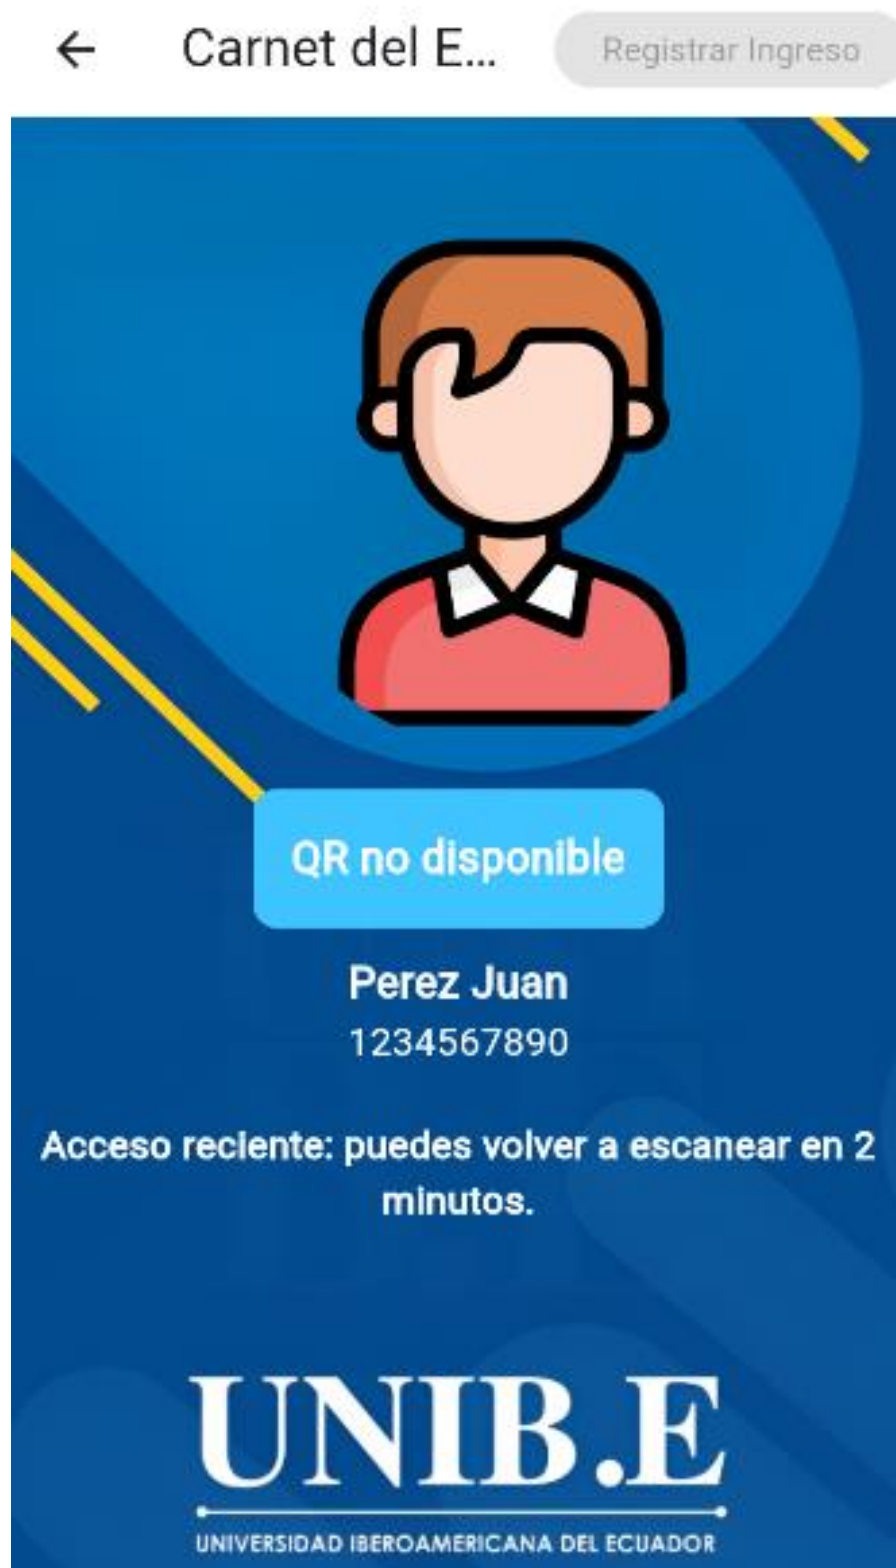 Carnet del E...
Registrar Ingreso
QR no disponible
Perez Juan
1234567890
Acceso reciente: puedes volver a escanear en 2
minutos.
UNIB.E
UNIVERSIDAD IBEROAMERICANA DEL ECUADOR